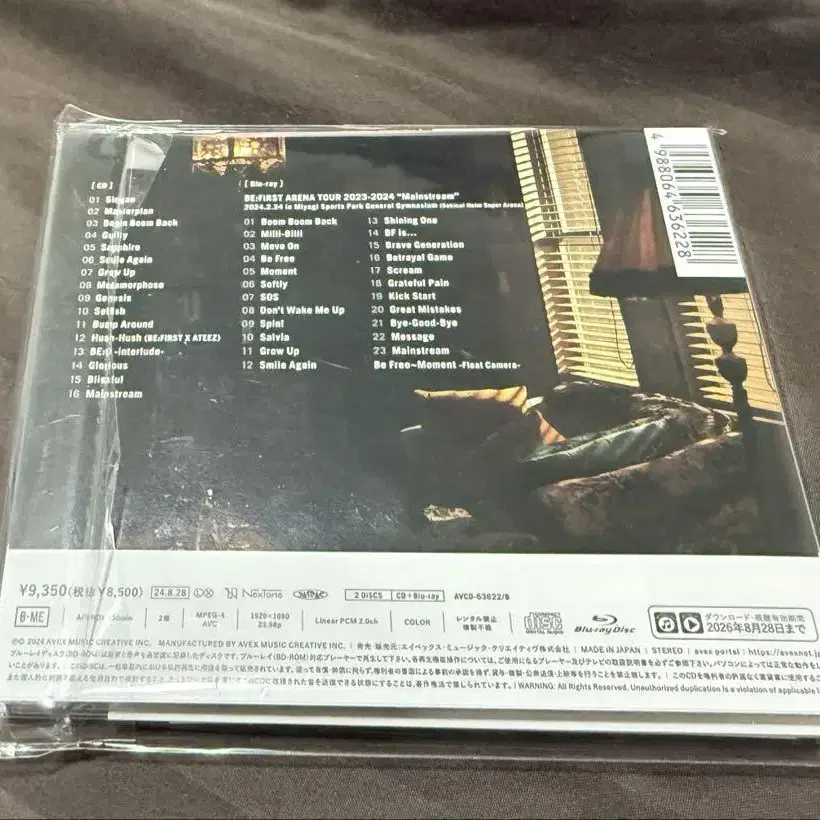 [CD]
01 Slogan
02 Masterplan
03 Boom Boom Back
04 Guilty
05 Sapphire
06 Smile Again
07 Grow Up
08 Metamorphose
09 Genesis
10 Selfish
11 Bump Around
12 Hush-Hush (BE:FIRST X ATEEZ)
13 BE:0 -interlude-
14 Glorious
15 Blissful
16 Mainstream
[Blu-ray]
BE:FIRST ARENA TOUR 2023-2024 "Mainstream"
2024.2.24 in Miyagi Sports Park General Gymnasium (Sekisui Heim Super Arena)
01 Boom Boom Back
02 Milli-Billi
03 Move On
04 Be Free
05 Moment
06 Softly
07 SOS
08 Don't Wake Me Up
09 Spin!
10 Salvia
11 Grow Up
12 Smile Again
13 Shining One
14 BF is...
15 Brave Generation
16 Betrayal Game
17 Scream
18 Grateful Pain
19 Kick Start
20 Great Mistakes
21 Bye-Good-Bye
22 Message
23 Mainstream
Be Free~Moment -Float Camera-
4 988064 636228
¥9,350(税抜¥8,500) 24.8.28 NexTone 2 DISCS CD+Blu-ray AVCD-63622/B
B-ME 2層 MPEG-4 AVC 1920×1080 23.98p Linear PCM 2.0ch COLOR レンタル禁止 複製不能 COMPACT disc DIGITAL AUDIO Blu-ray Disc ダウンロード・視聴有効期間 2026年8月28日まで
℗© 2024 AVEX MUSIC CREATIVE INC. MANUFACTURED BY AVEX MUSIC CREATIVE INC. | 発売・販売元:エイベックス・ミュージック・クリエイティヴ株式会社 | MADE IN JAPAN | STEREO | avex portal : https://avexnet.jp
WARNING: All Rights Reserved. Unauthorized duplication is a violation of applicable l